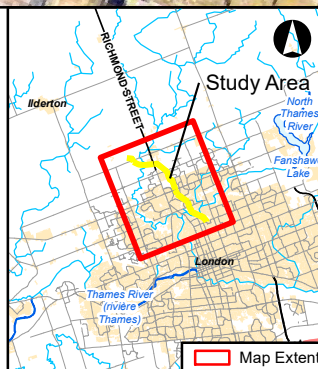 RICHMOND STREET
Study Area
Ilderton
North
Thames
River
Fanshawe
Lake
London
Thames River
(rivière
Thames)
Map Extent